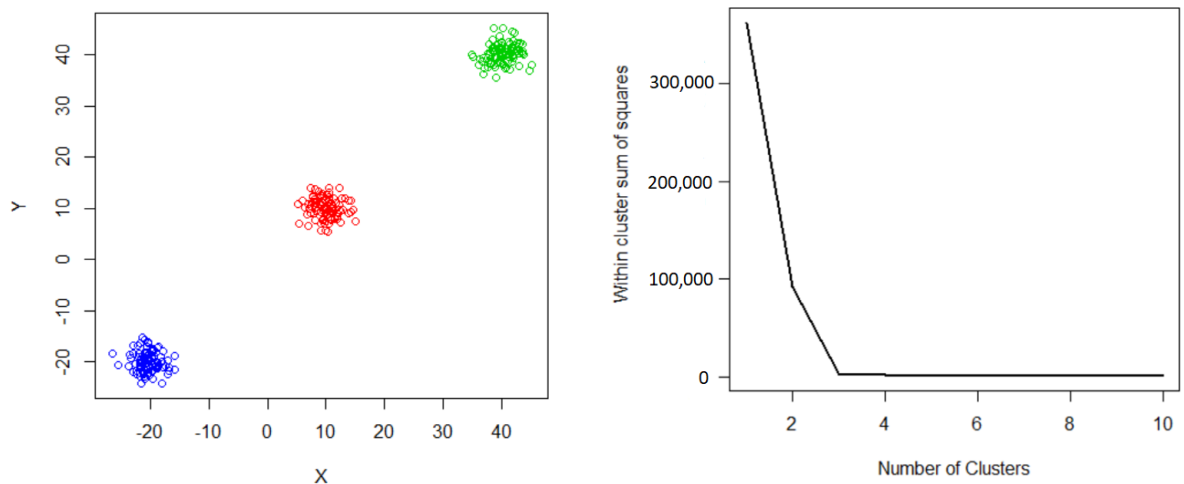 40
30
20
10
0
-10
-20
Y
-20 -10 0 10 20 30 40
X
300,000
200,000
100,000
0
Within cluster sum of squares
2 4 6 8 10
Number of Clusters